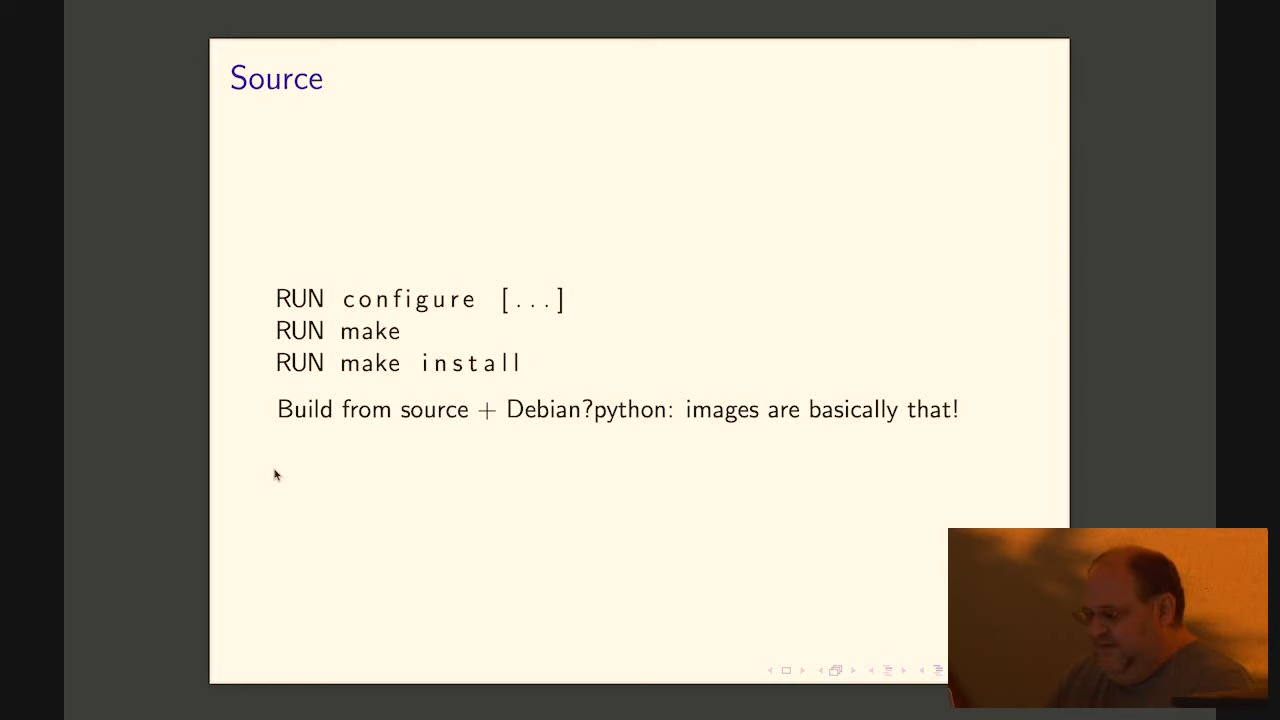 Source
RUN configure [...]
RUN make
RUN make install
Build from source + Debian?python: images are basically that!